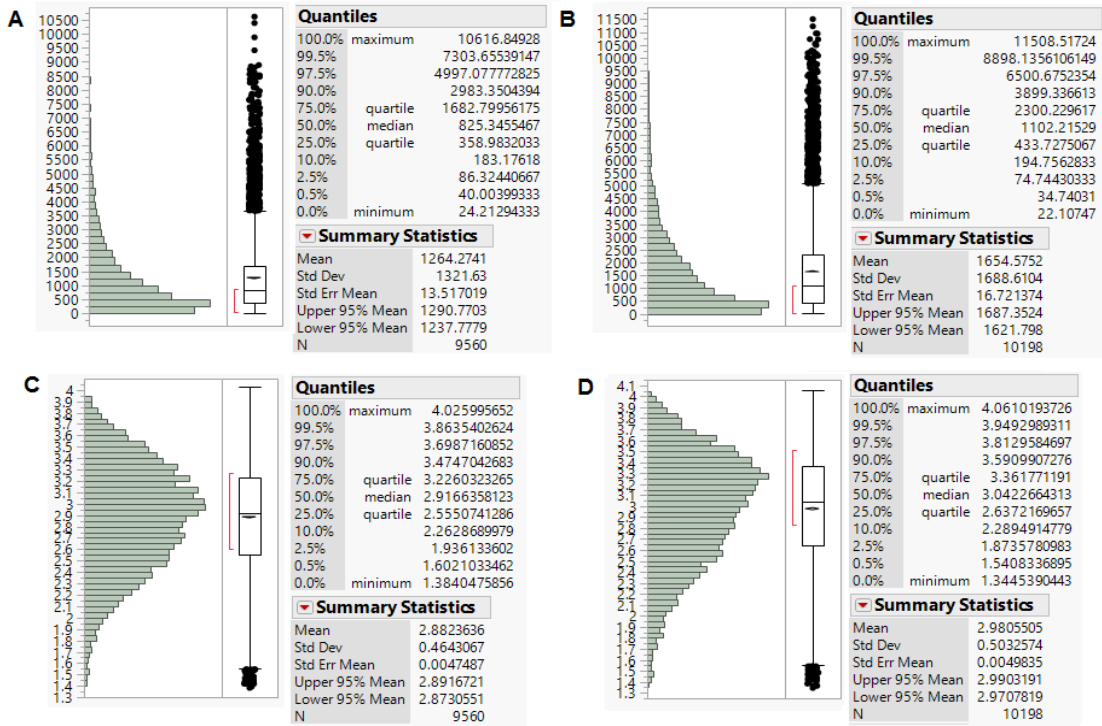 A
10500
10000
9500
9000
8500
8000
7500
7000
6500
6000
5500
5000
4500
4000
3500
3000
2500
2000
1500
1000
500
0
Quantiles
100.0% maximum 10616.84928
99.5% 7303.65539147
97.5% 4997.077772825
90.0% 2983.3504394
75.0% quartile 1682.79956175
50.0% median 825.3455467
25.0% quartile 358.9832033
10.0% 183.17618
2.5% 86.32440667
0.5% 40.00399333
0.0% minimum 24.21294333
Summary Statistics
Mean 1264.2741
Std Dev 1321.63
Std Err Mean 13.517019
Upper 95% Mean 1290.7703
Lower 95% Mean 1237.7779
N 9560
B
11500
11000
10500
10000
9500
9000
8500
8000
7500
7000
6500
6000
5500
5000
4500
4000
3500
3000
2500
2000
1500
1000
500
0
Quantiles
100.0% maximum 11508.51724
99.5% 8898.1356106149
97.5% 6500.6752354
90.0% 3899.336613
75.0% quartile 2300.229617
50.0% median 1102.21529
25.0% quartile 433.7275067
10.0% 194.7562833
2.5% 74.74430333
0.5% 34.74031
0.0% minimum 22.10747
Summary Statistics
Mean 1654.5752
Std Dev 1688.6104
Std Err Mean 16.721374
Upper 95% Mean 1687.3524
Lower 95% Mean 1621.798
N 10198
C
4
3.9
3.8
3.7
3.6
3.5
3.4
3.3
3.2
3.1
3
2.9
2.8
2.7
2.6
2.5
2.4
2.3
2.2
2.1
2
1.9
1.8
1.7
1.6
1.5
1.4
1.3
Quantiles
100.0% maximum 4.025995652
99.5% 3.8635402624
97.5% 3.6987160852
90.0% 3.4747042683
75.0% quartile 3.2260323265
50.0% median 2.9166358123
25.0% quartile 2.5550741286
10.0% 2.2628689979
2.5% 1.936133602
0.5% 1.6021033462
0.0% minimum 1.3840475856
Summary Statistics
Mean 2.8823636
Std Dev 0.4643067
Std Err Mean 0.0047487
Upper 95% Mean 2.8916721
Lower 95% Mean 2.8730551
N 9560
D
4.1
4
3.9
3.8
3.7
3.6
3.5
3.4
3.3
3.2
3.1
3
2.9
2.8
2.7
2.6
2.5
2.4
2.3
2.2
2.1
2
1.9
1.8
1.7
1.6
1.5
1.4
1.3
Quantiles
100.0% maximum 4.0610193726
99.5% 3.9492989311
97.5% 3.8129584697
90.0% 3.5909907276
75.0% quartile 3.361771191
50.0% median 3.0422664313
25.0% quartile 2.6372169657
10.0% 2.2894914779
2.5% 1.8735780983
0.5% 1.5408336895
0.0% minimum 1.3445390443
Summary Statistics
Mean 2.9805505
Std Dev 0.5032574
Std Err Mean 0.0049835
Upper 95% Mean 2.9903191
Lower 95% Mean 2.9707819
N 10198